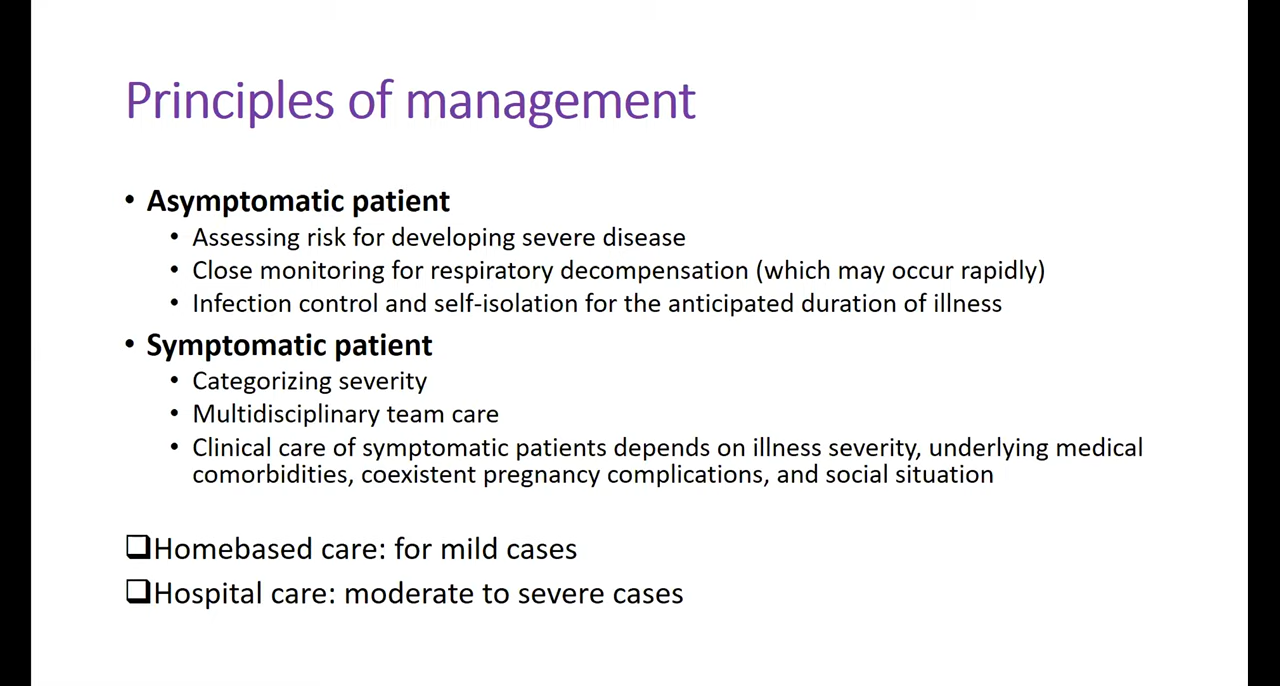 Principles of management
• Asymptomatic patient
• Assessing risk for developing severe disease
• Close monitoring for respiratory decompensation (which may occur rapidly)
• Infection control and self-isolation for the anticipated duration of illness
• Symptomatic patient
• Categorizing severity
• Multidisciplinary team care
• Clinical care of symptomatic patients depends on illness severity, underlying medical
comorbidities, coexistent pregnancy complications, and social situation
❑Homebased care: for mild cases
❑Hospital care: moderate to severe cases